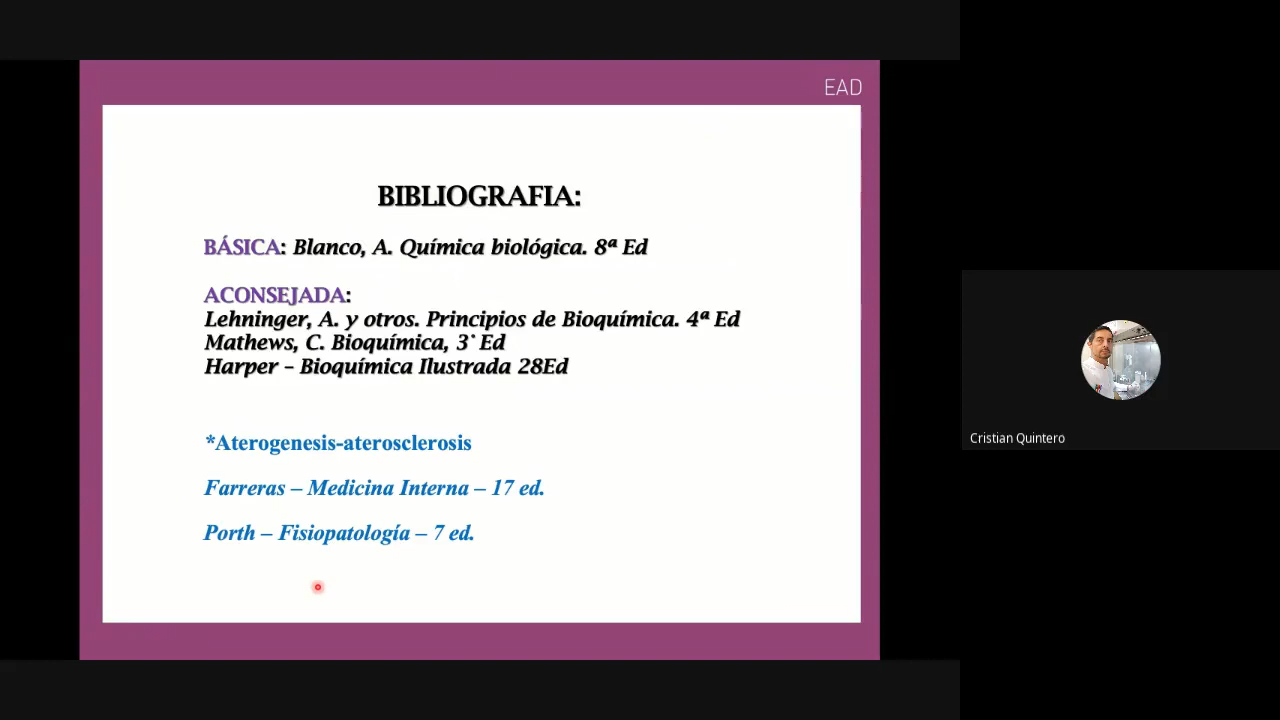 EAD
BIBLIOGRAFIA:
BÁSICA: Blanco, A. Química biológica. 8ª Ed
ACONSEJADA:
Lehninger, A. y otros. Principios de Bioquímica. 4ª Ed
Mathews, C. Bioquímica, 3˚ Ed
Harper – Bioquímica Ilustrada 28Ed
*Aterogenesis-aterosclerosis
Farreras – Medicina Interna – 17 ed.
Porth – Fisiopatología – 7 ed.
Cristian Quintero